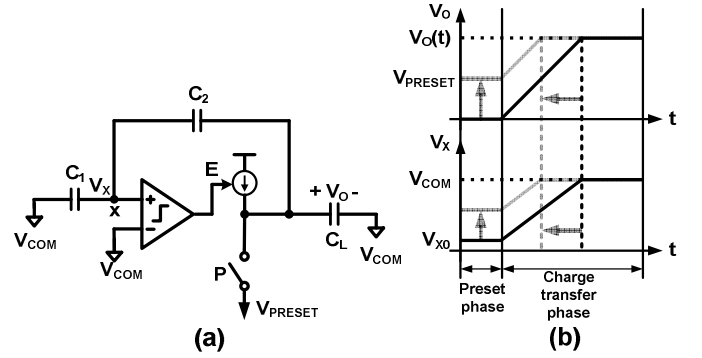 C2
C1
VX
x
+
−
E
+ VO -
CL
VCOM
VCOM
VCOM
P
VPRESET
(a)
VO
VO(t)
VPRESET
t
VX
VCOM
VX0
t
Preset phase
Charge transfer phase
(b)